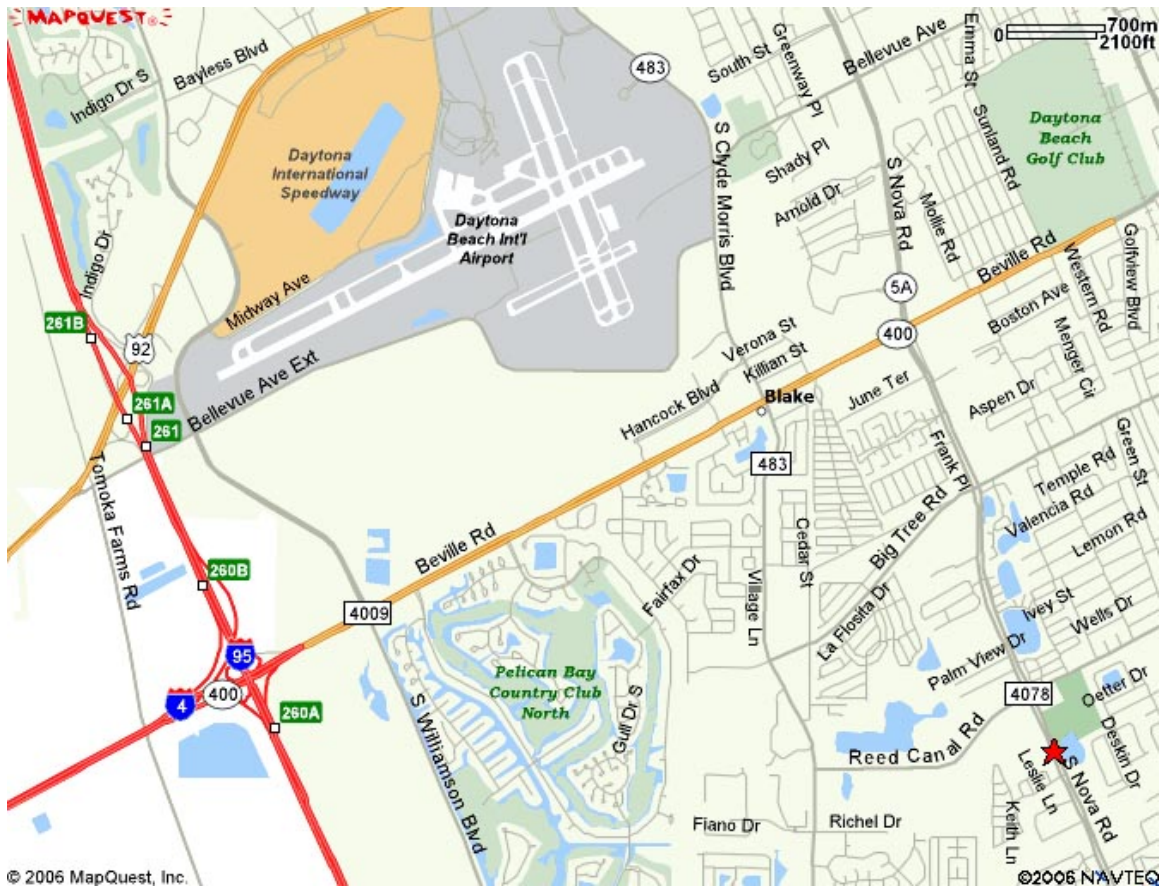 MAPQUEST®
700m
0
2100ft
Bayless Blvd
Indigo Dr S
483
South St
Greenway Pl
Bellevue Ave
Emma St
Daytona
Beach
Golf Club
Sunland Rd
Daytona
International
Speedway
S Clyde Morris Blvd
Shady Pl
Arnold Dr
S Nova Rd
Mollie Rd
Daytona
Beach Int'l
Airport
Indigo Dr
Midway Ave
Beville Rd
Western Rd
Golfview Blvd
5A
261B
92
Bellevue Ave Ext
Verona St
Killian St
400
Boston Ave
Menger Cir
261A
261
Hancock Blvd
Blake
June Ter
Aspen Dr
Tomoka Farms Rd
483
Frank Pl
Green St
Temple Rd
Valencia Rd
Lemon Rd
Big Tree Rd
Beville Rd
260B
Cedar St
Fairfax Dr
Village Ln
4009
La Flosita Dr
Ivey St
Wells Dr
Palm View Dr
95
400
4
260A
Pelican Bay
Country Club
North
Gull Dr S
S Williamson Blvd
4078
Oetter Dr
Deskin Dr
Reed Canal Rd
Leslie Ln
S Nova Rd
Keith Ln
Fiano Dr
Richel Dr
© 2006 MapQuest, Inc.
©2006 NAVTEQ